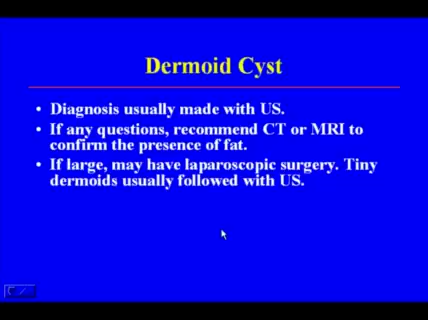 Dermoid Cyst
• Diagnosis usually made with US.
• If any questions, recommend CT or MRI to
confirm the presence of fat.
• If large, may have laparoscopic surgery. Tiny
dermoids usually followed with US.